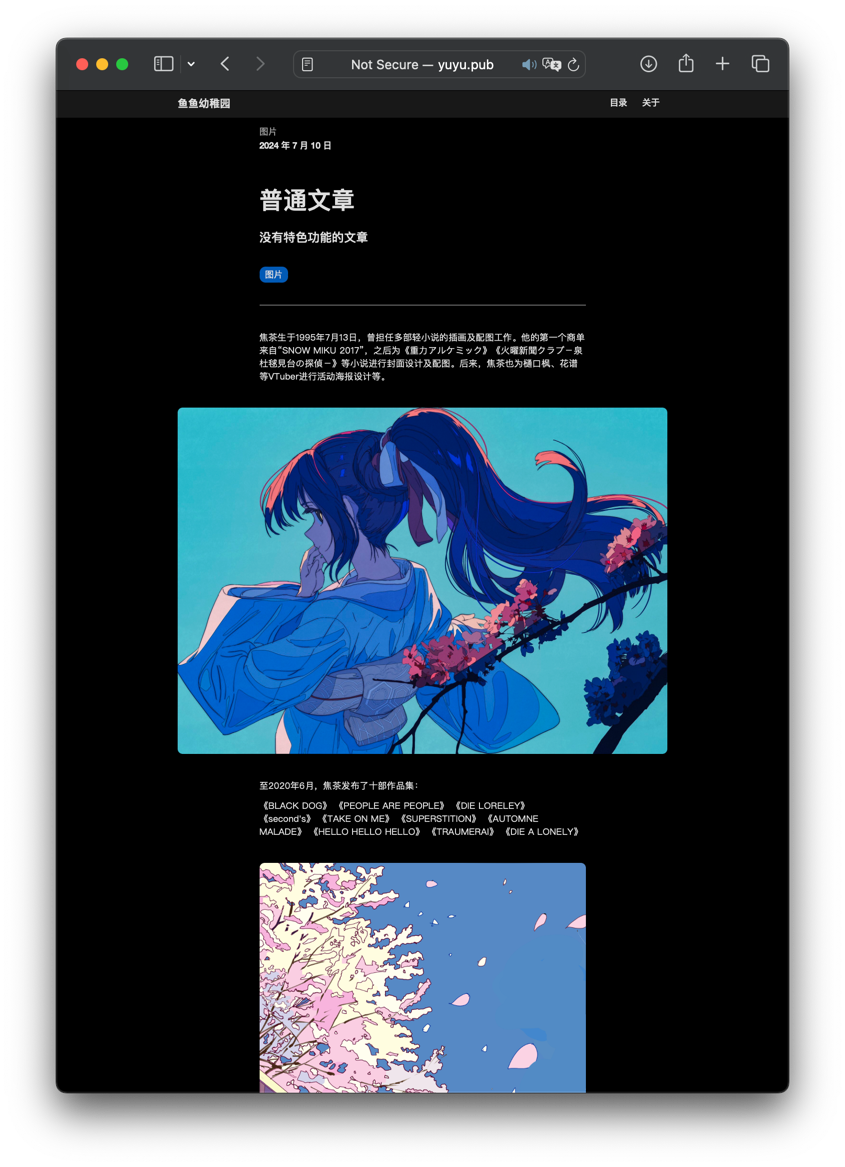 Not Secure — yuyu.pub
鱼鱼幼稚园
目录 关于
图片
2024 年 7 月 10 日
普通文章
没有特色功能的文章
图片
焦茶生于1995年7月13日，曾担任多部轻小说的插画及配图工作。他的第一个商单
来自“SNOW MIKU 2017”，之后为《重力アルケミック》《火曜新聞クラブ－泉
杜毬見台の探偵－》等小说进行封面设计及配图。后来，焦茶也为樋口枫、花谱
等VTuber进行活动海报设计等。
至2020年6月，焦茶发布了十部作品集：
《BLACK DOG》 《PEOPLE ARE PEOPLE》 《DIE LORELEY》
《second's》 《TAKE ON ME》 《SUPERSTITION》 《AUTOMNE
MALADE》 《HELLO HELLO HELLO》 《TRAUMERAI》 《DIE A LONELY》